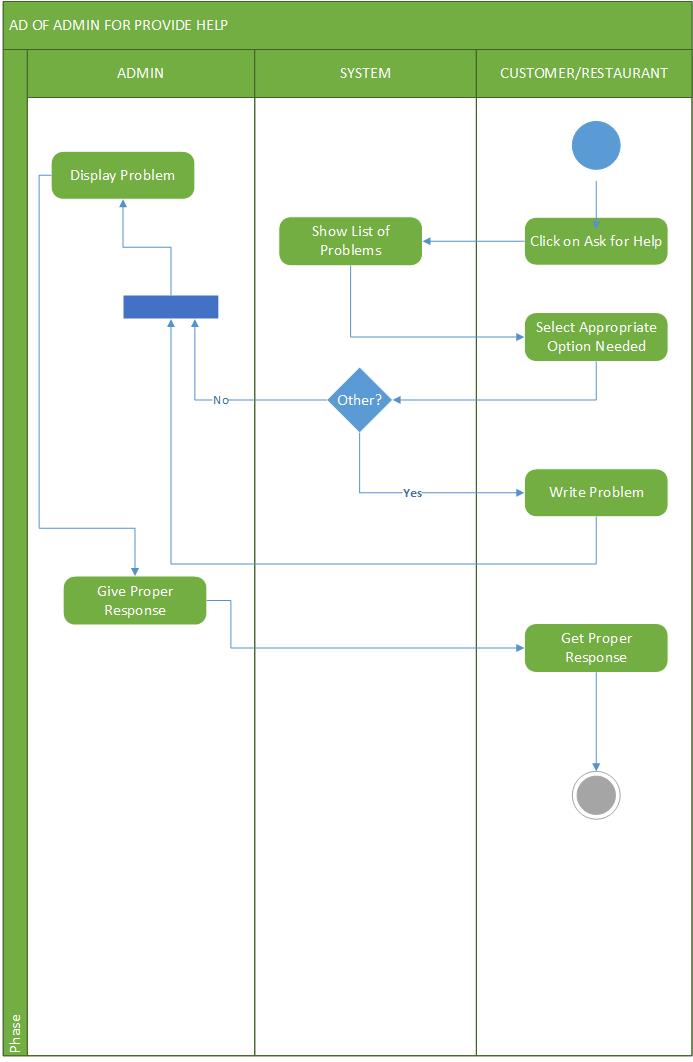 AD OF ADMIN FOR PROVIDE HELP
ADMIN
SYSTEM
CUSTOMER/RESTAURANT
Display Problem
Show List of
Problems
Click on Ask for Help
Select Appropriate
Option Needed
Other?
No
Yes
Write Problem
Give Proper
Response
Get Proper
Response
Phase